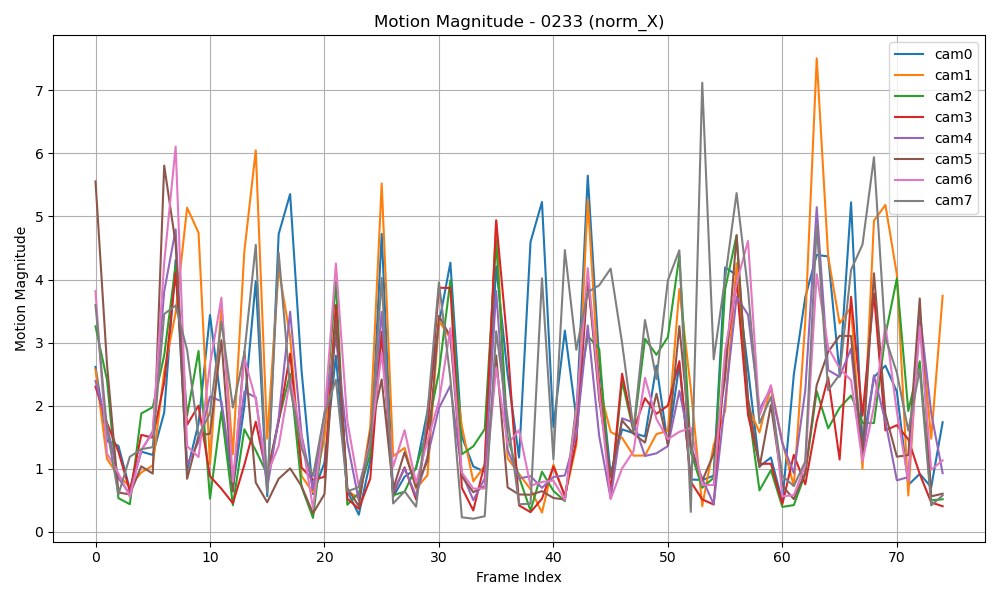 Motion Magnitude - 0233 (norm_X)
Motion Magnitude
7
6
5
4
3
2
1
0
0
10
20
30
40
50
60
70
Frame Index
cam0
cam1
cam2
cam3
cam4
cam5
cam6
cam7